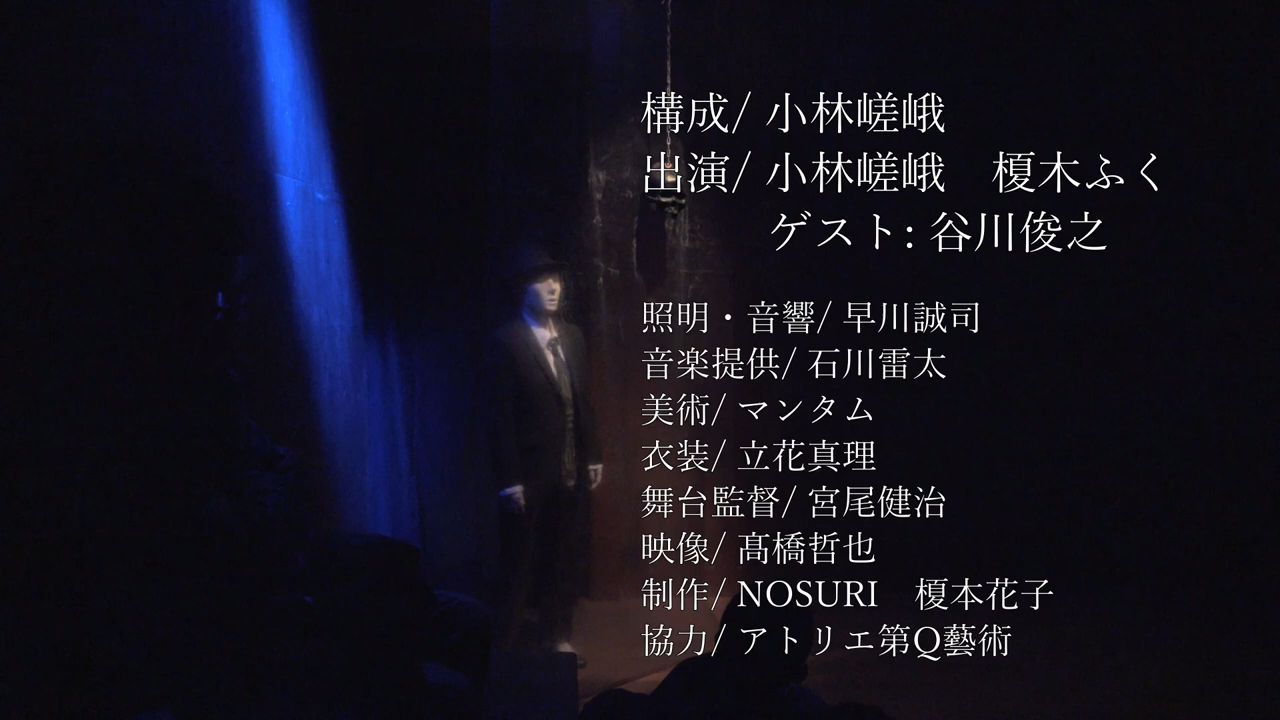 構成/ 小林嵯峨
出演/ 小林嵯峨　榎木ふく
ゲスト: 谷川俊之
照明・音響/ 早川誠司
音楽提供/ 石川雷太
美術/ マンタム
衣装/ 立花真理
舞台監督/ 宮尾健治
映像/ 髙橋哲也
制作/ NOSURI　榎本花子
協力/ アトリエ第Q藝術